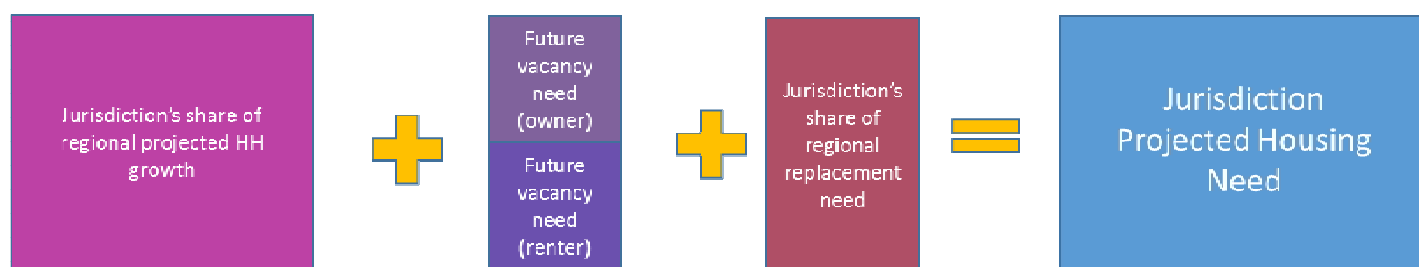 Jurisdiction's share of
regional projected HH
growth
Future
vacancy
need
(owner)
Future
vacancy
need
(renter)
Jurisdiction's
share of
regional
replacement
need
Jurisdiction
Projected Housing
Need